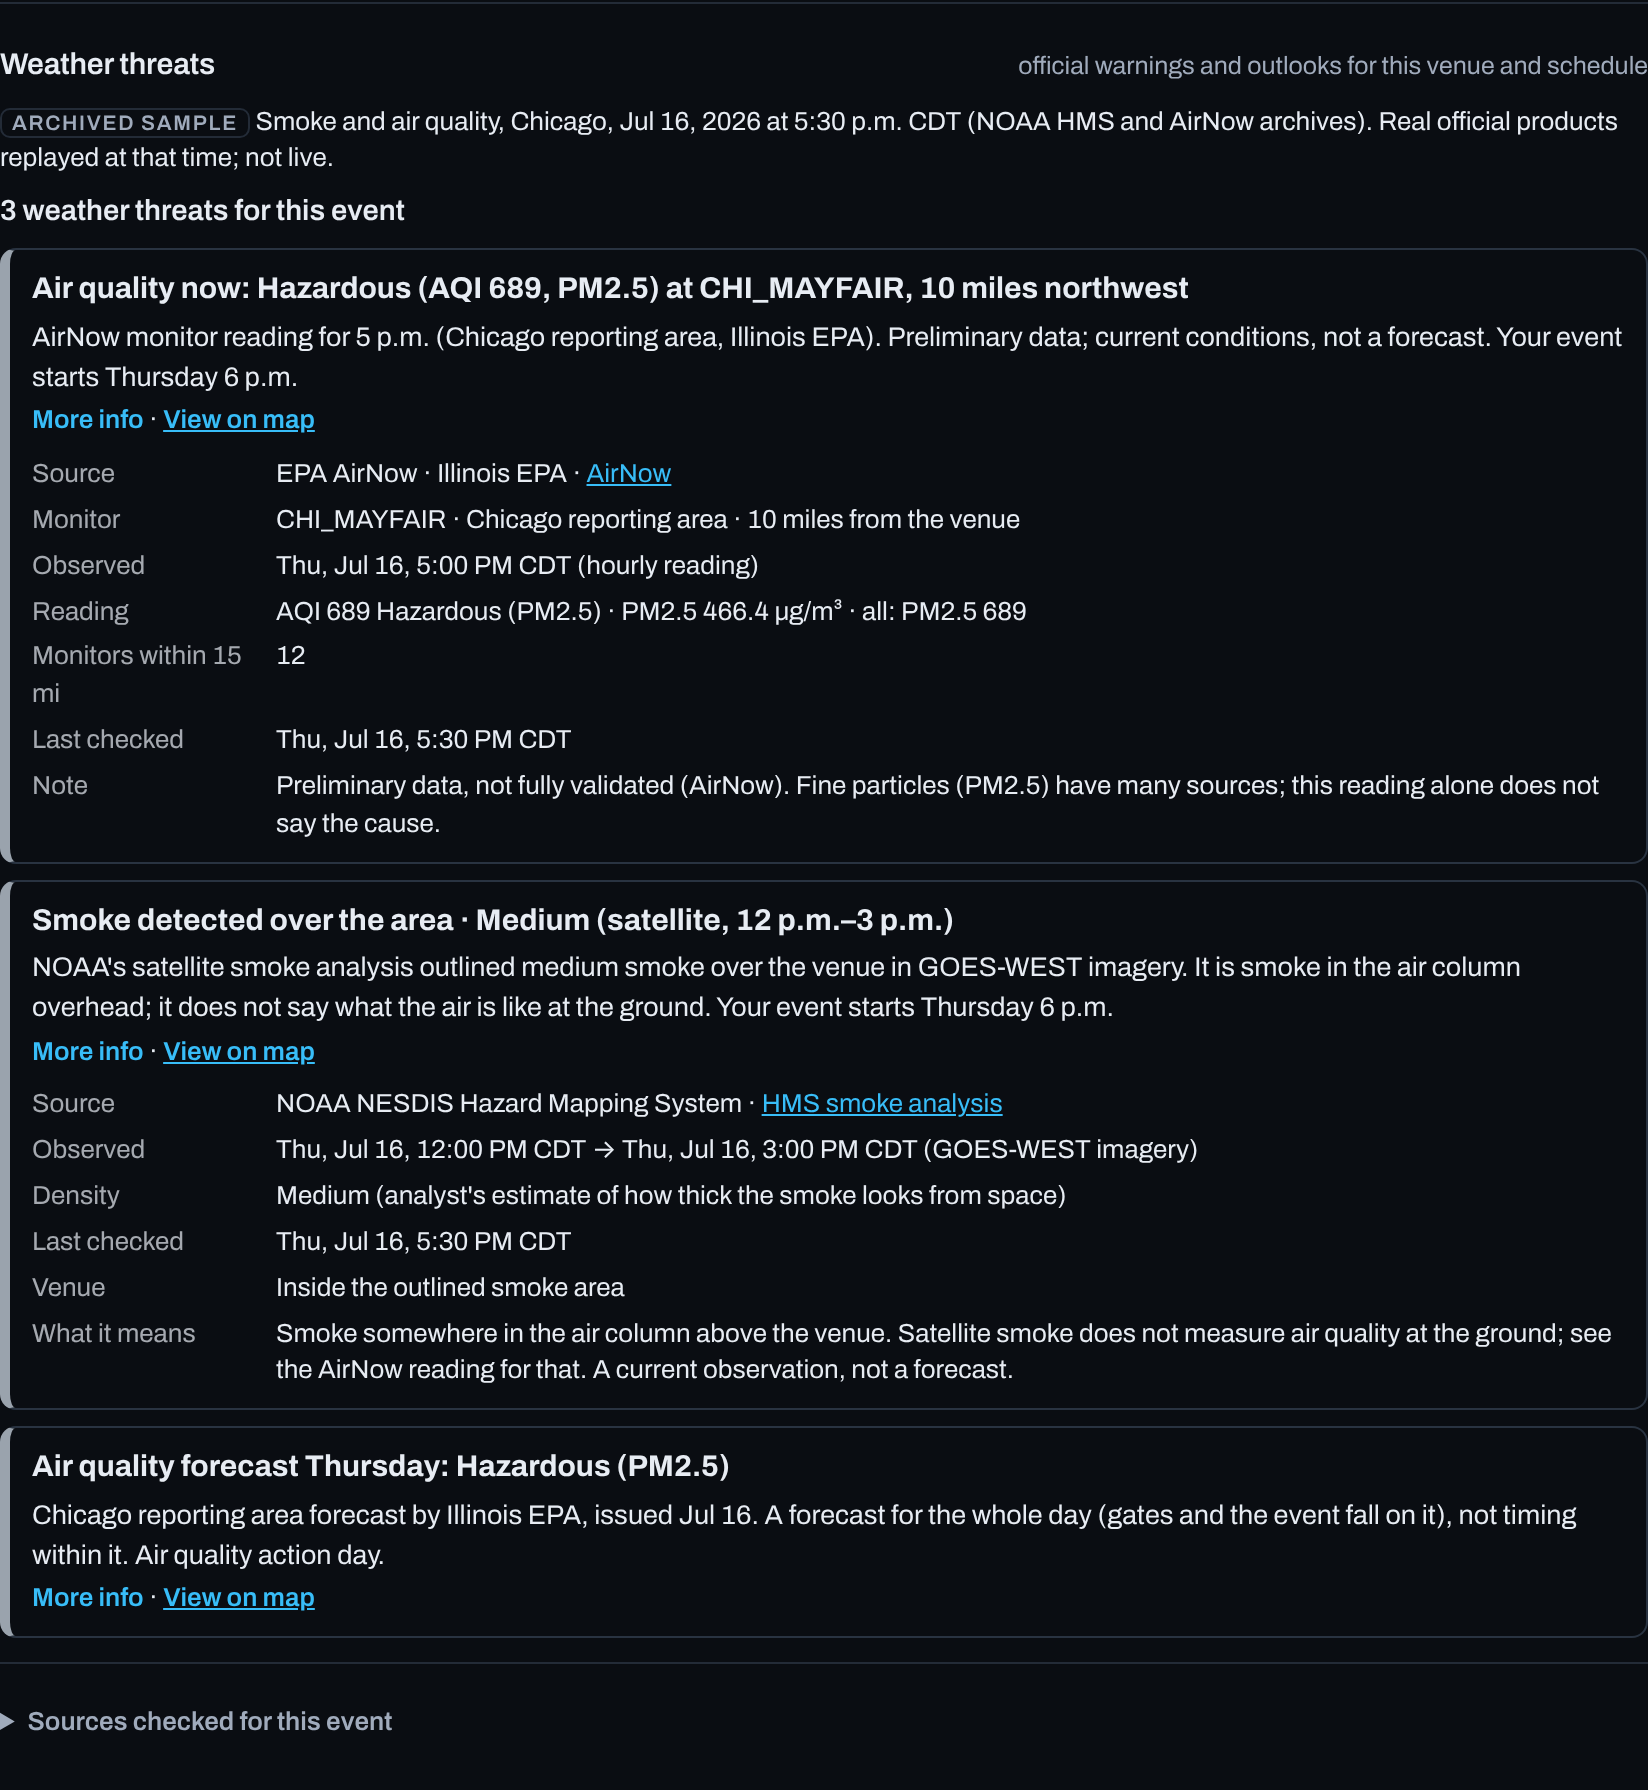 Weather threats
official warnings and outlooks for this venue and schedule
ARCHIVED SAMPLE Smoke and air quality, Chicago, Jul 16, 2026 at 5:30 p.m. CDT (NOAA HMS and AirNow archives). Real official products
replayed at that time; not live.
3 weather threats for this event
Air quality now: Hazardous (AQI 689, PM2.5) at CHI_MAYFAIR, 10 miles northwest
AirNow monitor reading for 5 p.m. (Chicago reporting area, Illinois EPA). Preliminary data; current conditions, not a forecast. Your event
starts Thursday 6 p.m.
More info · View on map
Source EPA AirNow · Illinois EPA · AirNow
Monitor CHI_MAYFAIR · Chicago reporting area · 10 miles from the venue
Observed Thu, Jul 16, 5:00 PM CDT (hourly reading)
Reading AQI 689 Hazardous (PM2.5) · PM2.5 466.4 µg/m³ · all: PM2.5 689
Monitors within 15 12
mi
Last checked Thu, Jul 16, 5:30 PM CDT
Note Preliminary data, not fully validated (AirNow). Fine particles (PM2.5) have many sources; this reading alone does not
say the cause.
Smoke detected over the area · Medium (satellite, 12 p.m.–3 p.m.)
NOAA's satellite smoke analysis outlined medium smoke over the venue in GOES-WEST imagery. It is smoke in the air column
overhead; it does not say what the air is like at the ground. Your event starts Thursday 6 p.m.
More info · View on map
Source NOAA NESDIS Hazard Mapping System · HMS smoke analysis
Observed Thu, Jul 16, 12:00 PM CDT → Thu, Jul 16, 3:00 PM CDT (GOES-WEST imagery)
Density Medium (analyst's estimate of how thick the smoke looks from space)
Last checked Thu, Jul 16, 5:30 PM CDT
Venue Inside the outlined smoke area
What it means Smoke somewhere in the air column above the venue. Satellite smoke does not measure air quality at the ground; see
the AirNow reading for that. A current observation, not a forecast.
Air quality forecast Thursday: Hazardous (PM2.5)
Chicago reporting area forecast by Illinois EPA, issued Jul 16. A forecast for the whole day (gates and the event fall on it), not timing
within it. Air quality action day.
More info · View on map
Sources checked for this event